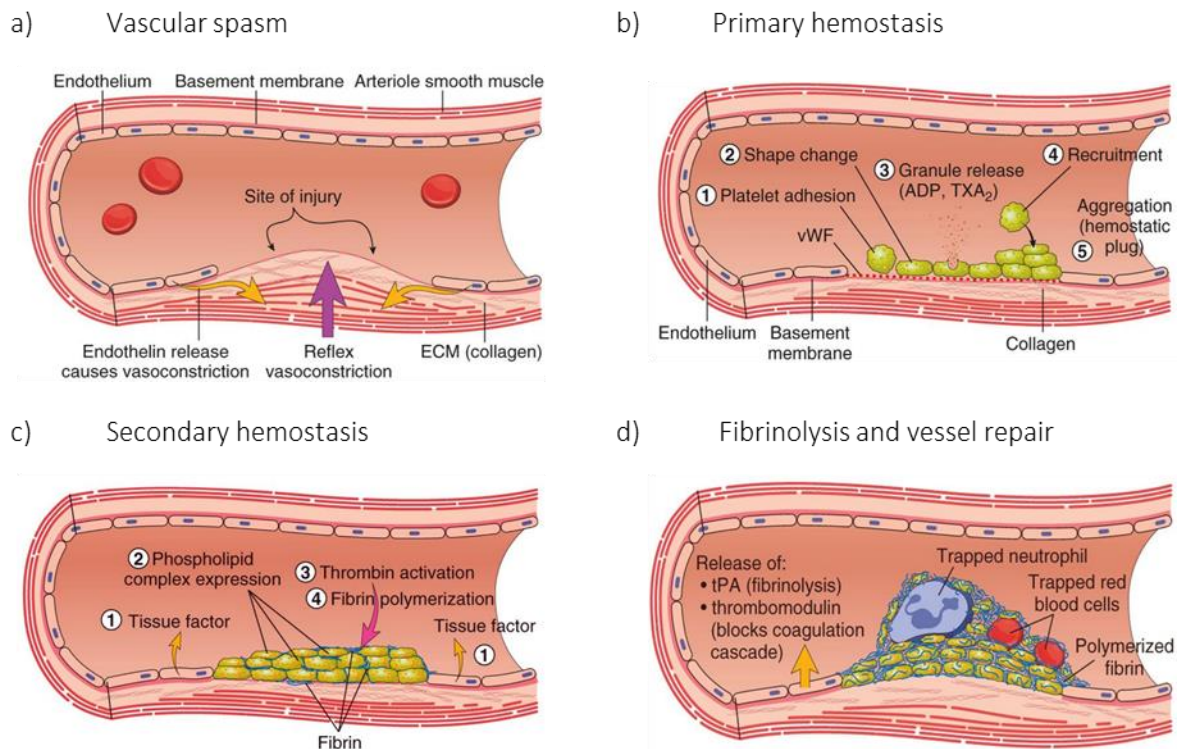 a) Vascular spasm
Endothelium
Basement membrane
Arteriole smooth muscle
Site of injury
Endothelin release
causes vasoconstriction
Reflex
vasoconstriction
ECM (collagen)
b) Primary hemostasis
2 Shape change
3 Granule release
(ADP, TXA₂)
4 Recruitment
1 Platelet adhesion
vWF
Aggregation
(hemostatic
plug)
5
Endothelium
Basement
membrane
Collagen
c) Secondary hemostasis
2 Phospholipid
complex expression
3 Thrombin activation
4 Fibrin polymerization
1 Tissue factor
Tissue factor
1
Fibrin
d) Fibrinolysis and vessel repair
Release of:
• tPA (fibrinolysis)
• thrombomodulin
(blocks coagulation
cascade)
Trapped neutrophil
Trapped red
blood cells
Polymerized
fibrin